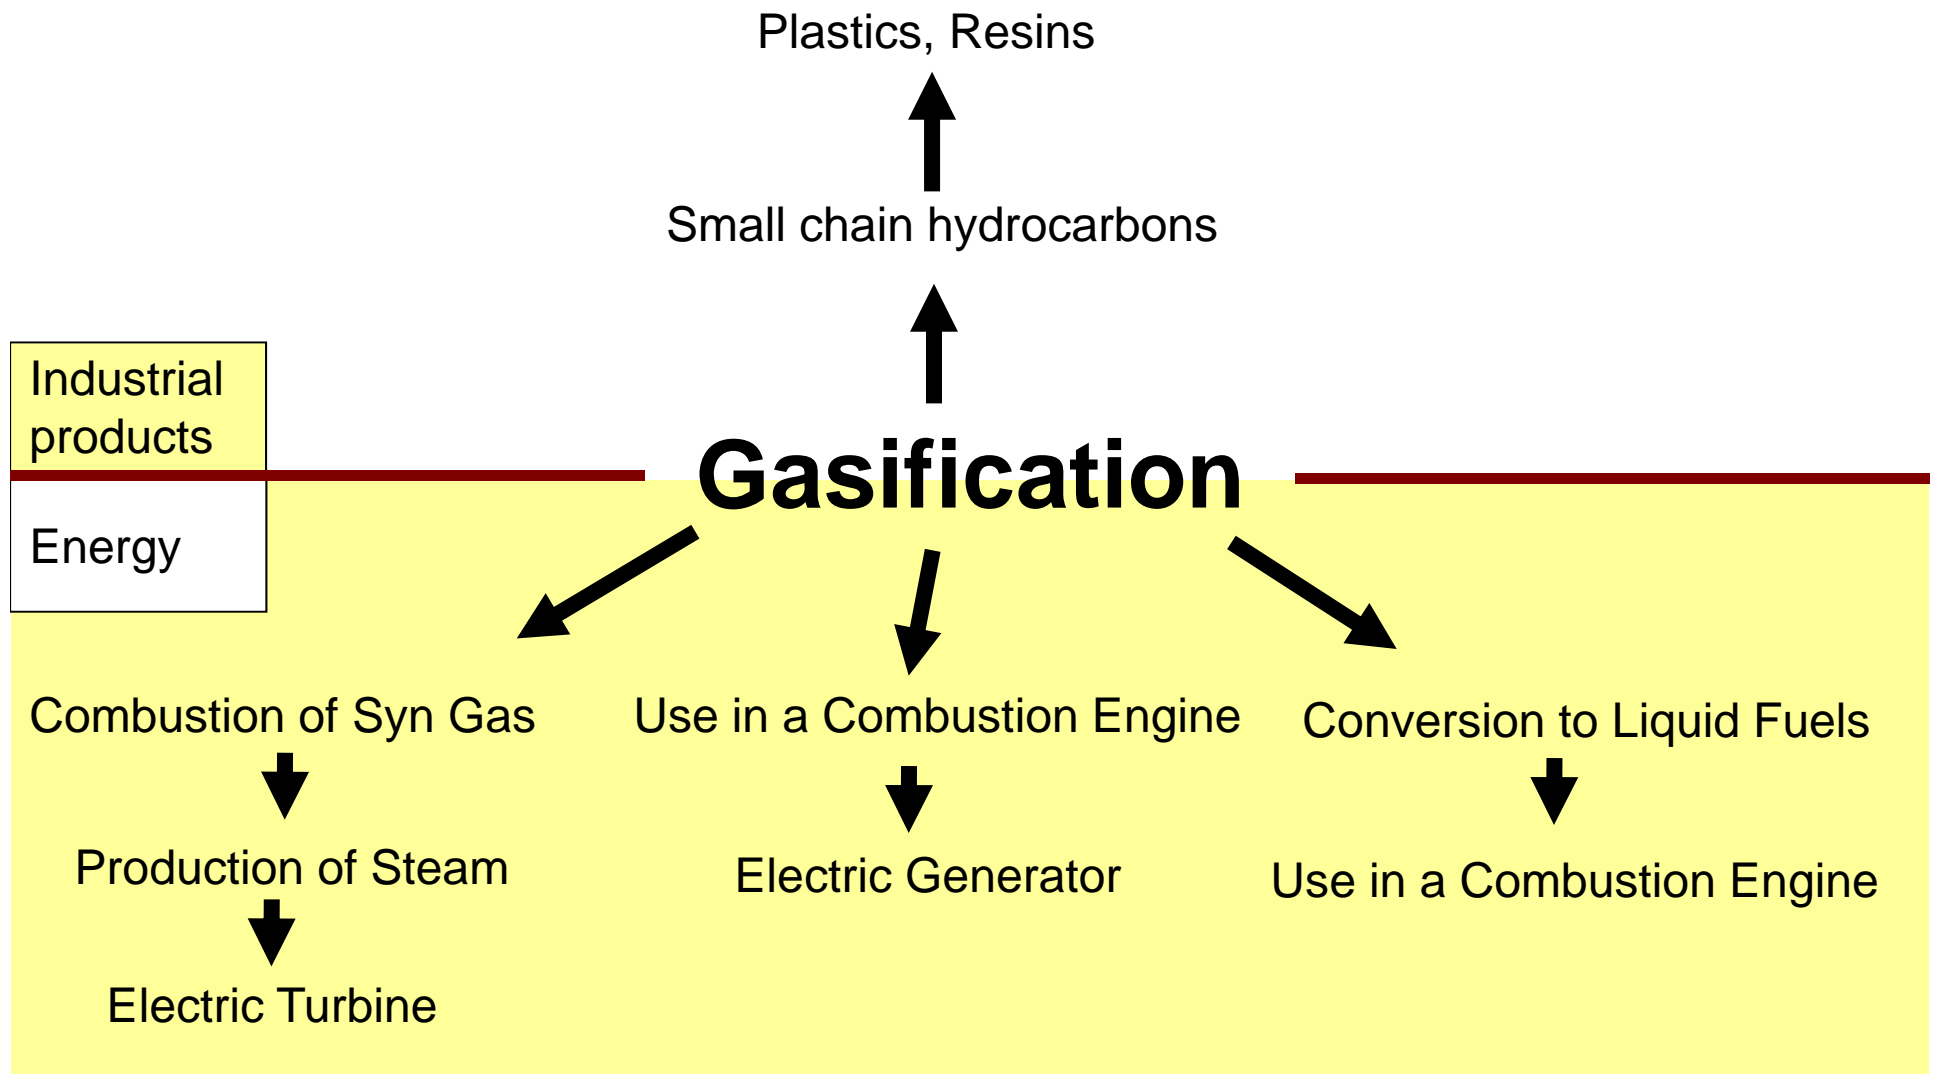 Plastics, Resins
Small chain hydrocarbons
Industrial
products
Gasification
Energy
Combustion of Syn Gas
Use in a Combustion Engine
Conversion to Liquid Fuels
Production of Steam
Electric Generator
Use in a Combustion Engine
Electric Turbine